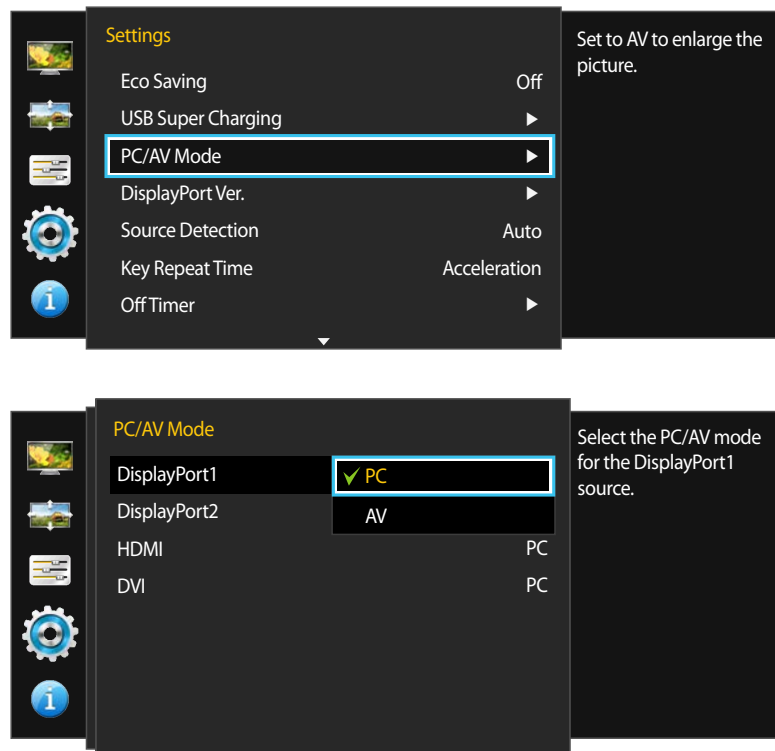 Settings
Set to AV to enlarge the
picture.
Eco Saving Off
USB Super Charging
PC/AV Mode
DisplayPort Ver.
Source Detection Auto
Key Repeat Time Acceleration
Off Timer
i
PC/AV Mode
Select the PC/AV mode
for the DisplayPort1
source.
DisplayPort1 PC
DisplayPort2 AV
HDMI PC
DVI PC
i